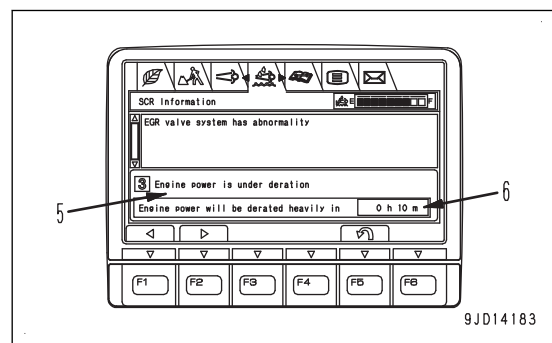 SCR Information
E F
EGR valve system has abnormality
3 Engine power is under deration
Engine power will be derated heavily in 0 h 10 m
5
6
F1 F2 F3 F4 F5 F6
9JD14183